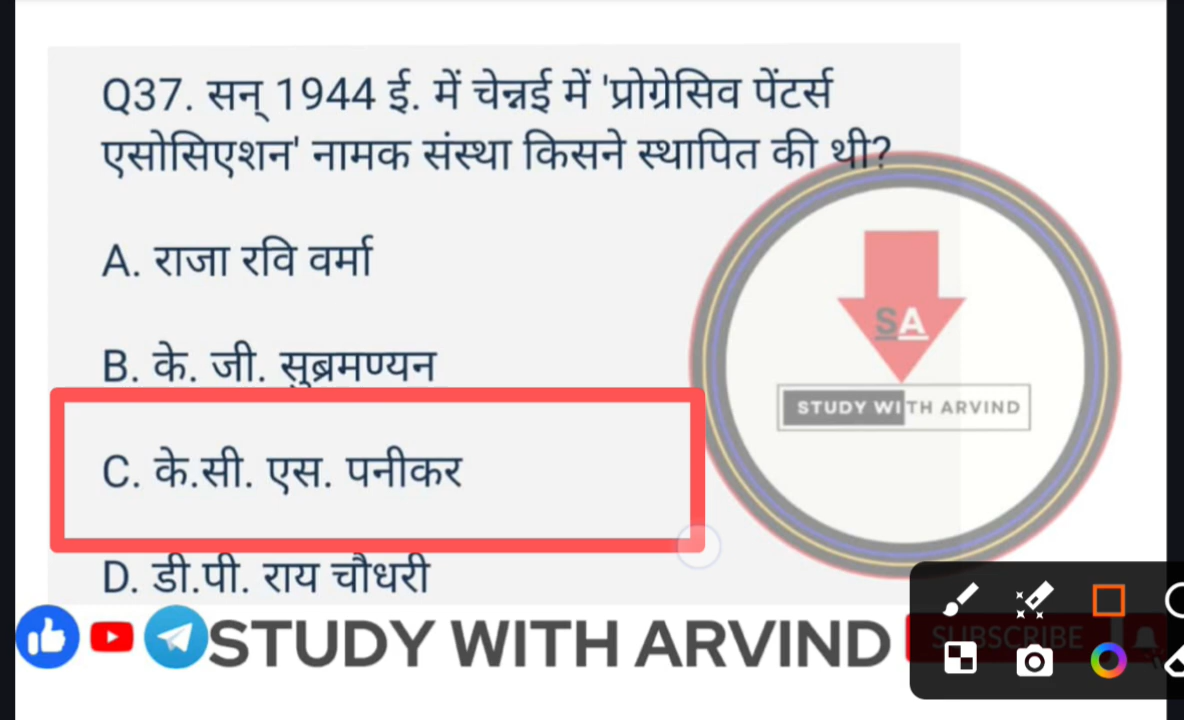 Q37. सन् 1944 ई. में चेन्नई में 'प्रोग्रेसिव पेंटर्स
एसोसिएशन' नामक संस्था किसने स्थापित की थी?
A. राजा रवि वर्मा
B. के. जी. सुब्रमण्यन
C. के.सी. एस. पनीकर
D. डी.पी. राय चौधरी
SA
STUDY WITH ARVIND
STUDY WITH ARVIND
SUBSCRIBE